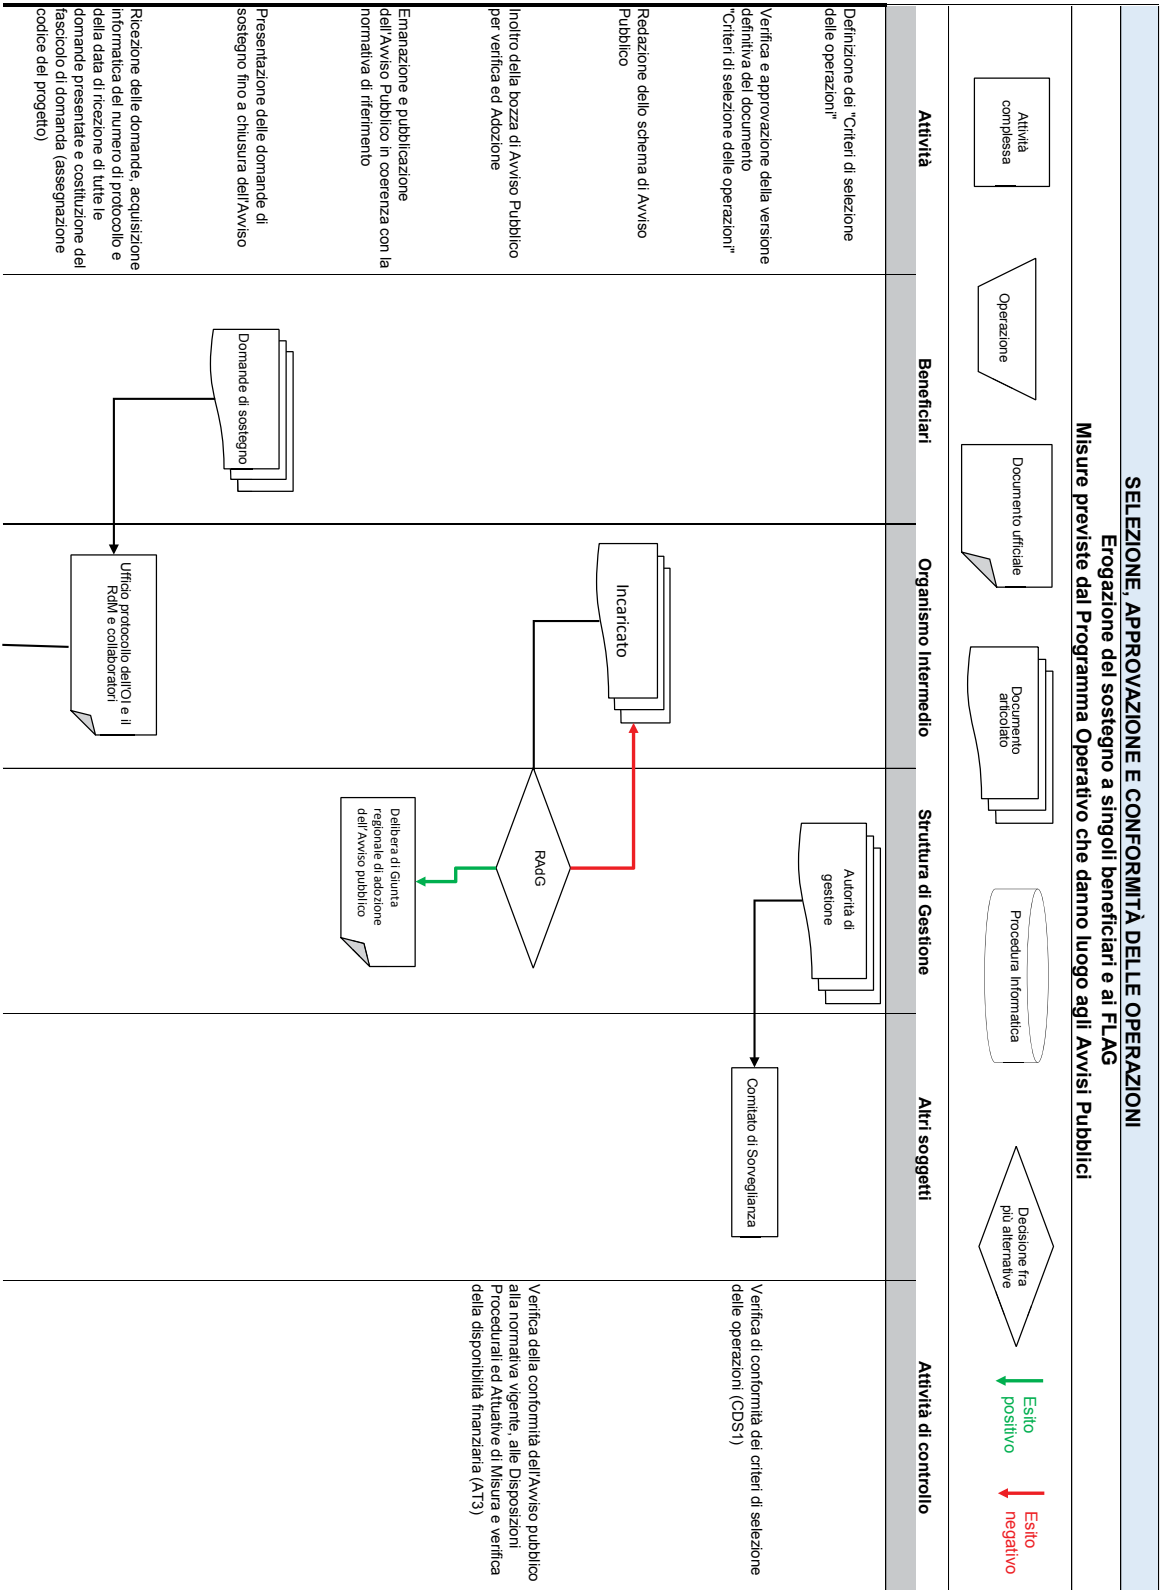 SELEZIONE, APPROVAZIONE E CONFORMITÀ DELLE OPERAZIONI
Erogazione del sostegno a singoli beneficiari e ai FLAG
Misure previste dal Programma Operativo che danno luogo agli Avvisi Pubblici
Attività
complessa
Operazione
Documento ufficiale
Documento
articolato
Procedura Informatica
Decisione fra
più alternative
Esito
positivo
Esito
negativo
Attività
Beneficiari
Organismo Intermedio
Struttura di Gestione
Altri soggetti
Attività di controllo
Definizione dei "Criteri di selezione
delle operazioni"
Autorità di
gestione
Verifica e approvazione della versione
definitiva del documento
"Criteri di selezione delle operazioni"
Comitato di Sorveglianza
Verifica di conformità dei criteri di selezione
delle operazioni (CDS1)
Redazione dello schema di Avviso
Pubblico
Incaricato
Inoltro della bozza di Avviso Pubblico
per verifica ed Adozione
RAdG
Verifica della conformità dell'Avviso pubblico
alla normativa vigente, alle Disposizioni
Procedurali ed Attuative di Misura e verifica
della disponibilità finanziaria (AT3)
Emanazione e pubblicazione
dell'Avviso Pubblico in coerenza con la
normativa di riferimento
Delibera di Giunta
regionale di adozione
dell'Avviso pubblico
Presentazione delle domande di
sostegno fino a chiusura dell'Avviso
Domande di sostegno
Ricezione delle domande, acquisizione
informatica del numero di protocollo e
della data di ricezione di tutte le
domande presentate e costituzione del
fascicolo di domanda (assegnazione
codice del progetto)
Ufficio protocollo dell'OI e il
RdM e collaboratori